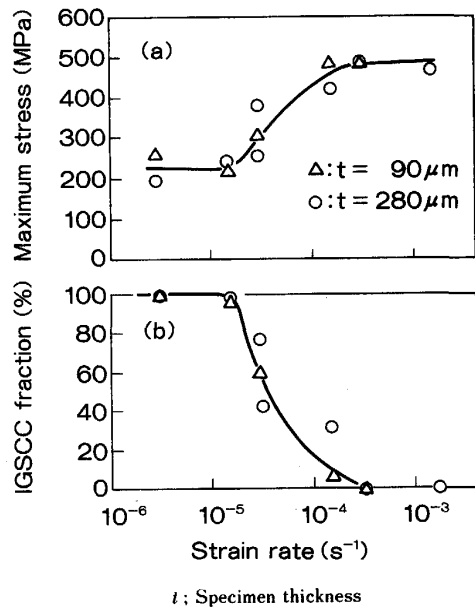 600
500
400
300
200
100
0
Maximum stress (MPa)
(a)
△:t = 90μm
○:t = 280μm
100
80
60
40
20
0
IGSCC fraction (%)
(b)
10⁻⁶ 10⁻⁵ 10⁻⁴ 10⁻³
Strain rate (s⁻¹)
t ; Specimen thickness